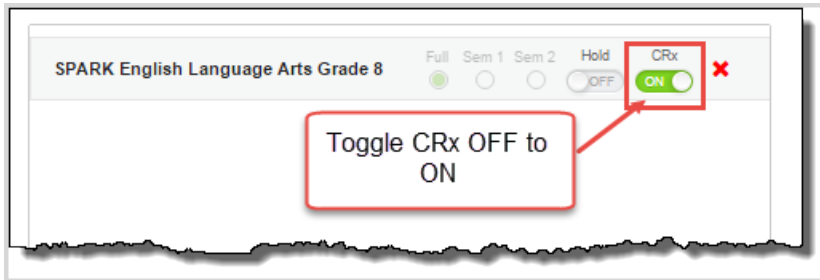 Full Sem 1 Sem 2 Hold CRx
SPARK English Language Arts Grade 8
OFF ON
Toggle CRx OFF to
ON